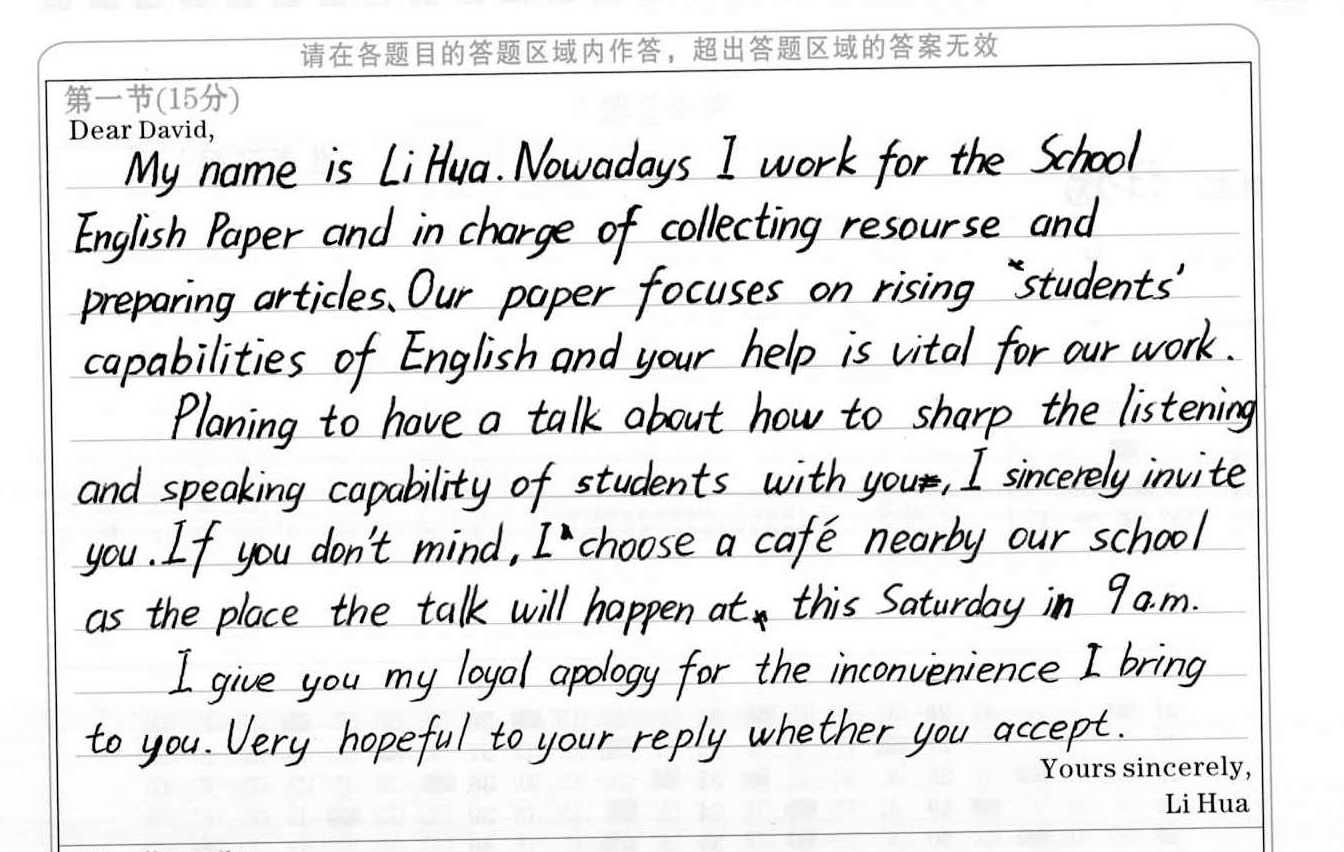 请在各题目的答题区域内作答，超出答题区域的答案无效
第一节(15分)
Dear David,
My name is Li Hua. Nowadays I work for the School
English Paper and in charge of collecting resourse and
preparing articles. Our paper focuses on rising students'
capabilities of English and your help is vital for our work.
Planing to have a talk about how to sharp the listening
and speaking capability of students with you, I sincerely invite
you. If you don't mind, I choose a café nearby our school
as the place the talk will happen at, this Saturday in 9 a.m.
I give you my loyal apology for the inconvenience I bring
to you. Very hopeful to your reply whether you accept.
Yours sincerely,
Li Hua